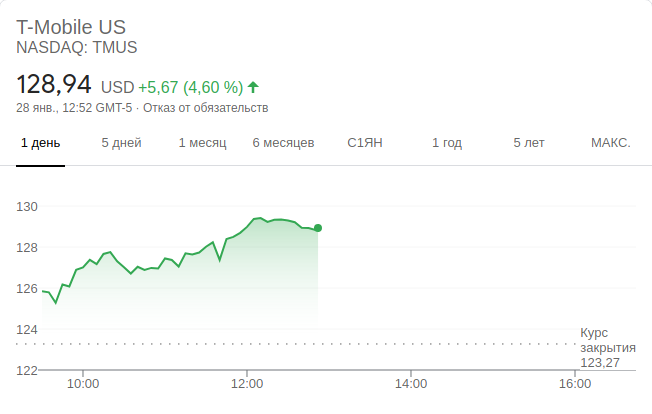 T-Mobile US
NASDAQ: TMUS
128,94 USD +5,67 (4,60 %)
28 янв., 12:52 GMT-5 · Отказ от обязательств
1 день 5 дней 1 месяц 6 месяцев С1ЯН 1 год 5 лет МАКС.
130
128
126
124
Курс
закрытия
123,27
122
10:00 12:00 14:00 16:00